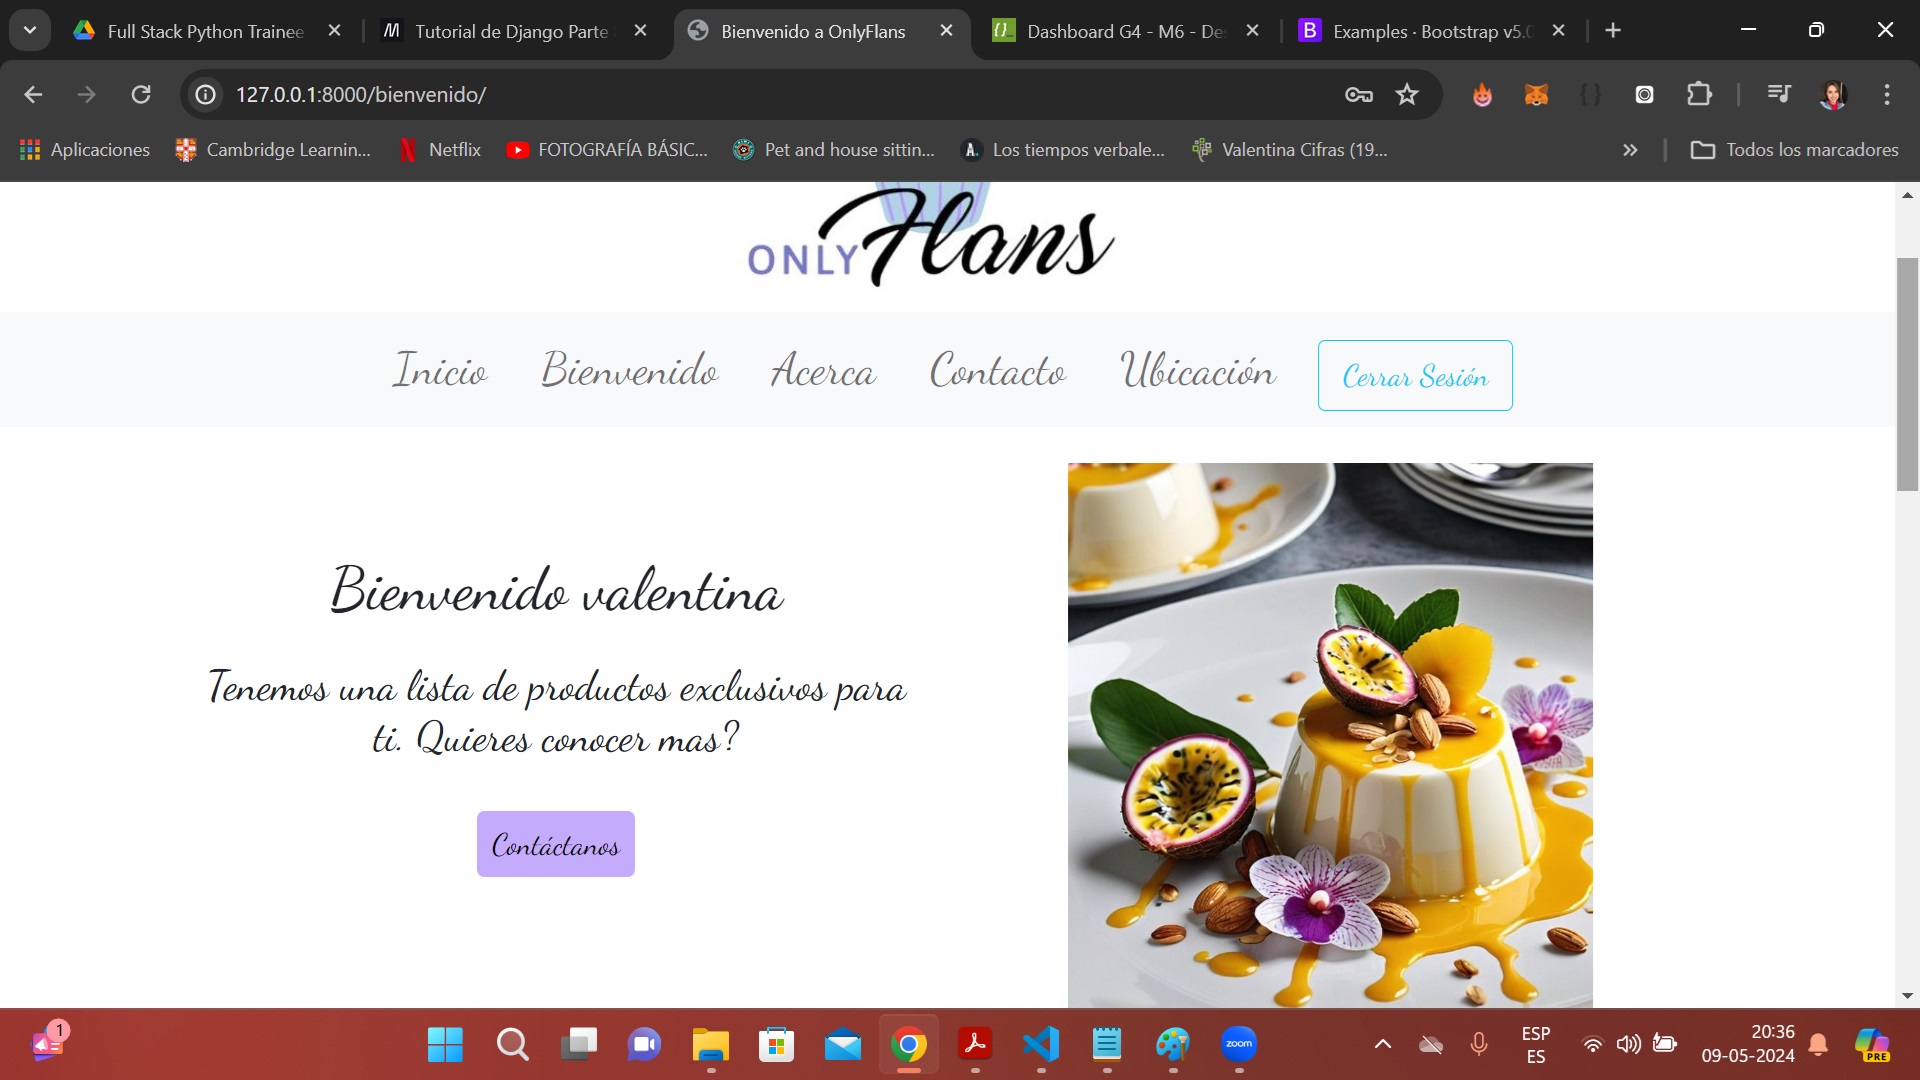 Full Stack Python Trainee
Tutorial de Django Parte
Bienvenido a OnlyFlans
Dashboard G4 - M6 - De
Examples · Bootstrap v5.0
127.0.0.1:8000/bienvenido/
Aplicaciones
Cambridge Learnin...
Netflix
FOTOGRAFÍA BÁSIC...
Pet and house sittin...
Los tiempos verbale...
Valentina Cifras (19...
Todos los marcadores
ONLY Flans
Inicio Bienvenido Acerca Contacto Ubicación Cerrar Sesión
Bienvenido valentina
Tenemos una lista de productos exclusivos para
ti. Quieres conocer mas?
Contáctanos
1
zoom
ESP
ES
20:36
09-05-2024
PRE